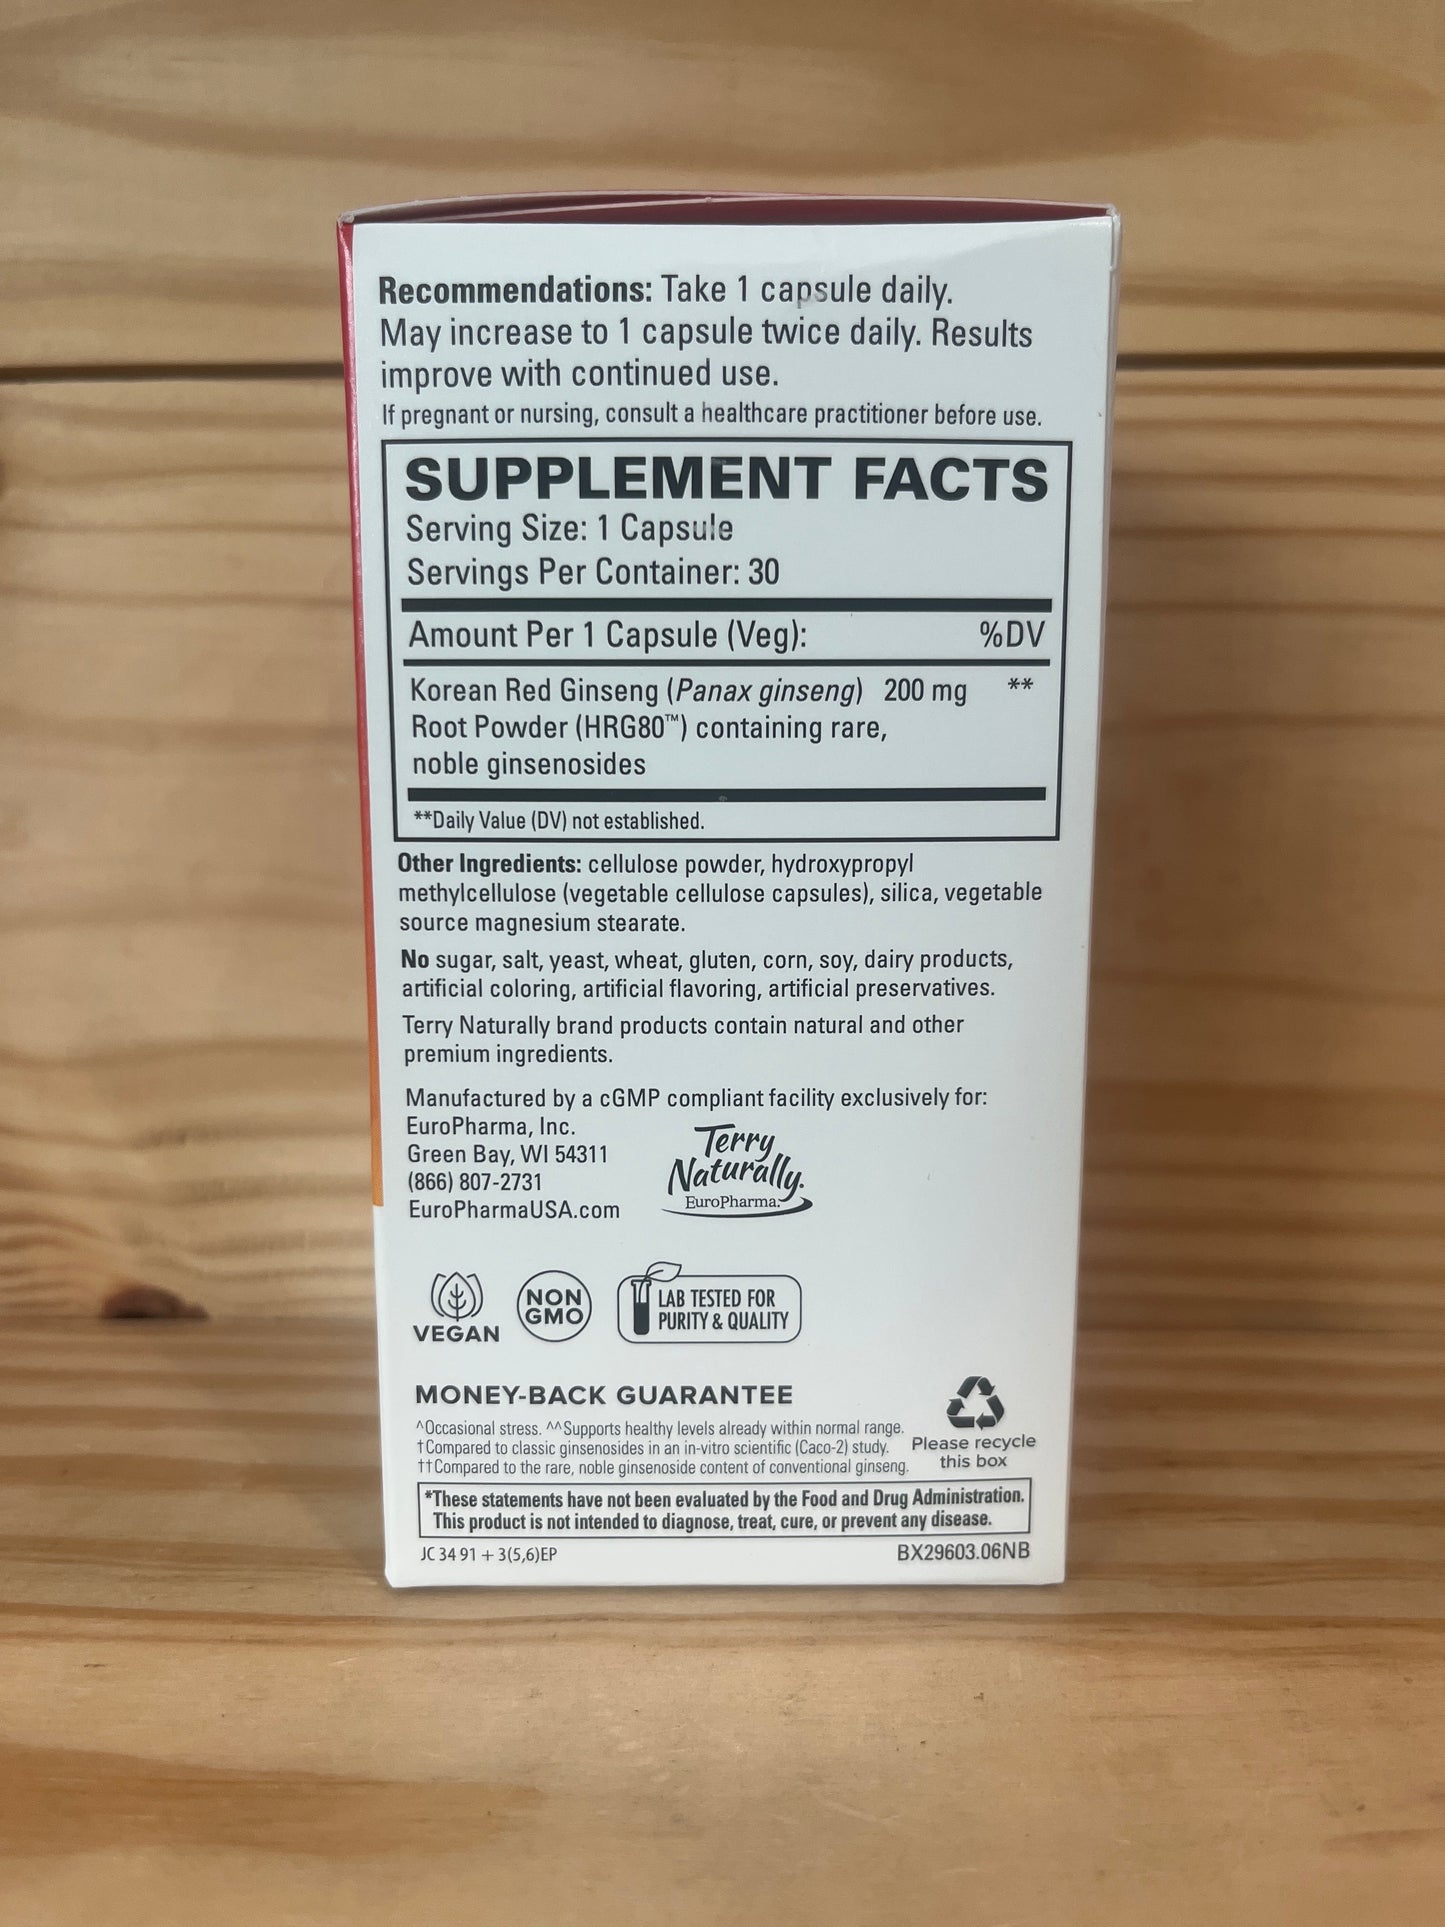 Recommendations: Take 1 capsule daily.
May increase to 1 capsule twice daily. Results
improve with continued use.
If pregnant or nursing, consult a healthcare practitioner before use.
SUPPLEMENT FACTS
Serving Size: 1 Capsule
Servings Per Container: 30
Amount Per 1 Capsule (Veg): %DV
Korean Red Ginseng (Panax ginseng) 200 mg **
Root Powder (HRG80™) containing rare,
noble ginsenosides
**Daily Value (DV) not established.
Other Ingredients: cellulose powder, hydroxypropyl
methylcellulose (vegetable cellulose capsules), silica, vegetable
source magnesium stearate.
No sugar, salt, yeast, wheat, gluten, corn, soy, dairy products,
artificial coloring, artificial flavoring, artificial preservatives.
Terry Naturally brand products contain natural and other
premium ingredients.
Manufactured by a cGMP compliant facility exclusively for:
EuroPharma, Inc.
Green Bay, WI 54311
(866) 807-2731
EuroPharmaUSA.com
Terry
Naturally.
EuroPharma.
VEGAN
NON
GMO
LAB TESTED FOR
PURITY & QUALITY
MONEY-BACK GUARANTEE
^Occasional stress. ^^Supports healthy levels already within normal range.
†Compared to classic ginsenosides in an in-vitro scientific (Caco-2) study.
††Compared to the rare, noble ginsenoside content of conventional ginseng.
Please recycle
this box
*These statements have not been evaluated by the Food and Drug Administration.
This product is not intended to diagnose, treat, cure, or prevent any disease.
JC 34 91 + 3(5,6)EP
BX29603.06NB